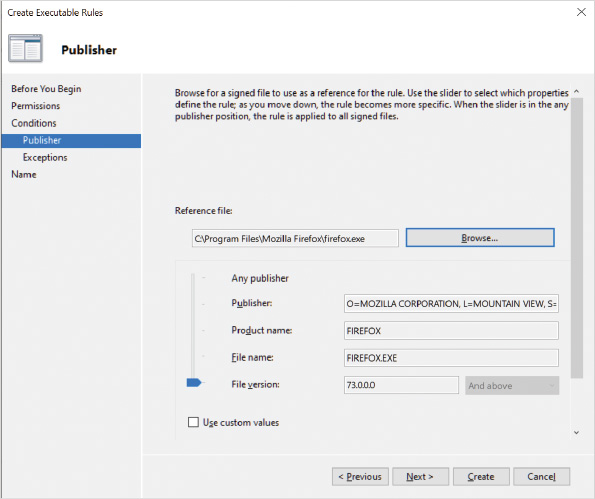 Create Executable Rules
Publisher
Before You Begin
Permissions
Conditions
Publisher
Exceptions
Name
Browse for a signed file to use as a reference for the rule. Use the slider to select which properties
define the rule; as you move down, the rule becomes more specific. When the slider is in the any
publisher position, the rule is applied to all signed files.
Reference file:
C:\Program Files\Mozilla Firefox\firefox.exe
Browse...
Any publisher
Publisher: O=MOZILLA CORPORATION, L=MOUNTAIN VIEW, S=
Product name: FIREFOX
File name: FIREFOX.EXE
File version: 73.0.0.0 And above
Use custom values
< Previous Next > Create Cancel